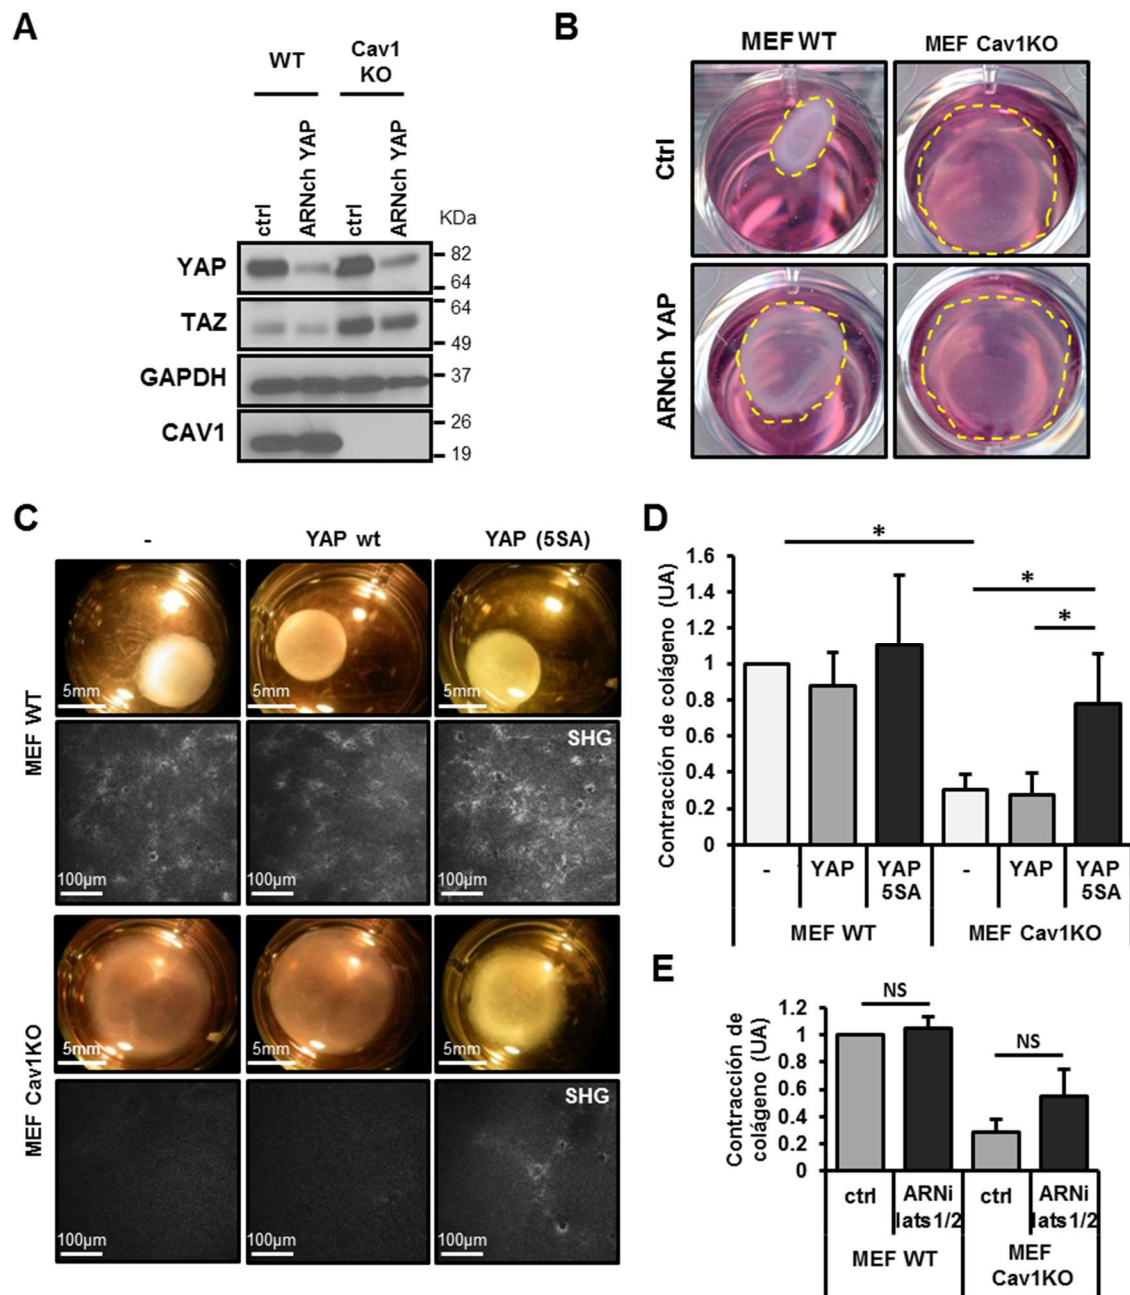 A
WT
Cav1
KO
ctrl
ARNch YAP
ctrl
ARNch YAP
KDa
YAP
82
64
TAZ
64
49
GAPDH
37
CAV1
26
19
B
MEF WT
MEF Cav1KO
Ctrl
ARNch YAP
C
-
YAP wt
YAP (5SA)
MEF WT
5mm
5mm
5mm
SHG
100µm
100µm
100µm
MEF Cav1KO
5mm
5mm
5mm
SHG
100µm
100µm
100µm
D
Contracción de colágeno (UA)
1.6
1.4
1.2
1
0.8
0.6
0.4
0.2
0
*
*
*
-
YAP
YAP
5SA
-
YAP
YAP
5SA
MEF WT
MEF Cav1KO
E
Contracción de
colágeno (UA)
1.2
1
0.8
0.6
0.4
0.2
0
NS
NS
ctrl
ARNi
lats1/2
ctrl
ARNi
lats1/2
MEF WT
MEF
Cav1KO